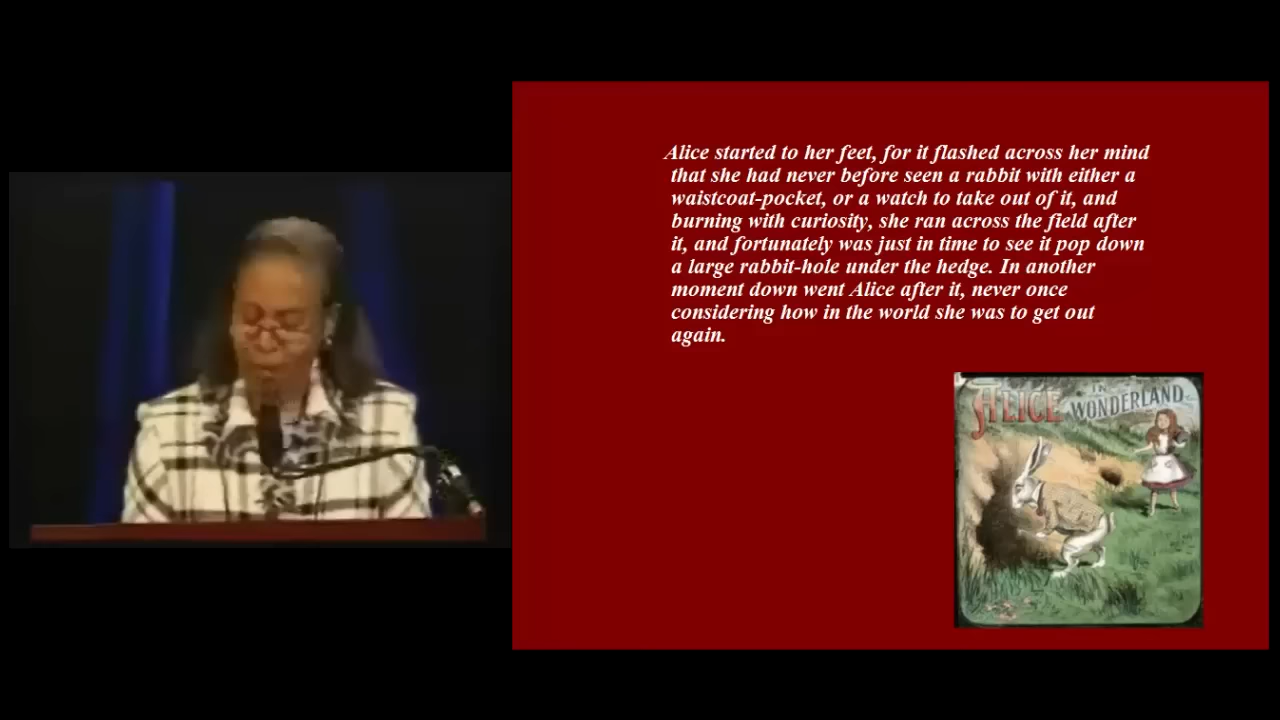 Alice started to her feet, for it flashed across her mind
that she had never before seen a rabbit with either a
waistcoat-pocket, or a watch to take out of it, and
burning with curiosity, she ran across the field after
it, and fortunately was just in time to see it pop down
a large rabbit-hole under the hedge. In another
moment down went Alice after it, never once
considering how in the world she was to get out
again.
ALICE IN WONDERLAND